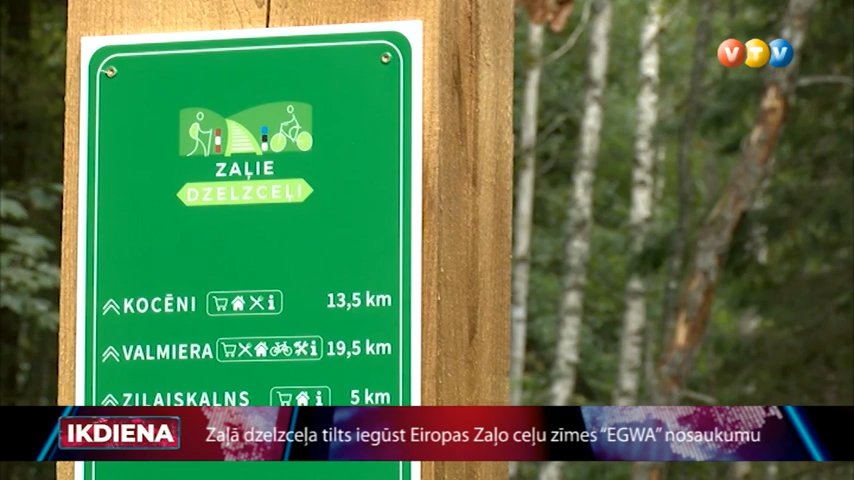 VTV
ZAĻIE
DZELZCEĻI
KOCĒNI 13,5 km
VALMIERA 19,5 km
ZILAISKALNS 5 km
IKDIENA Zaļā dzelzceļa tilts iegūst Eiropas Zaļo ceļu zīmes “EGWA” nosaukumu